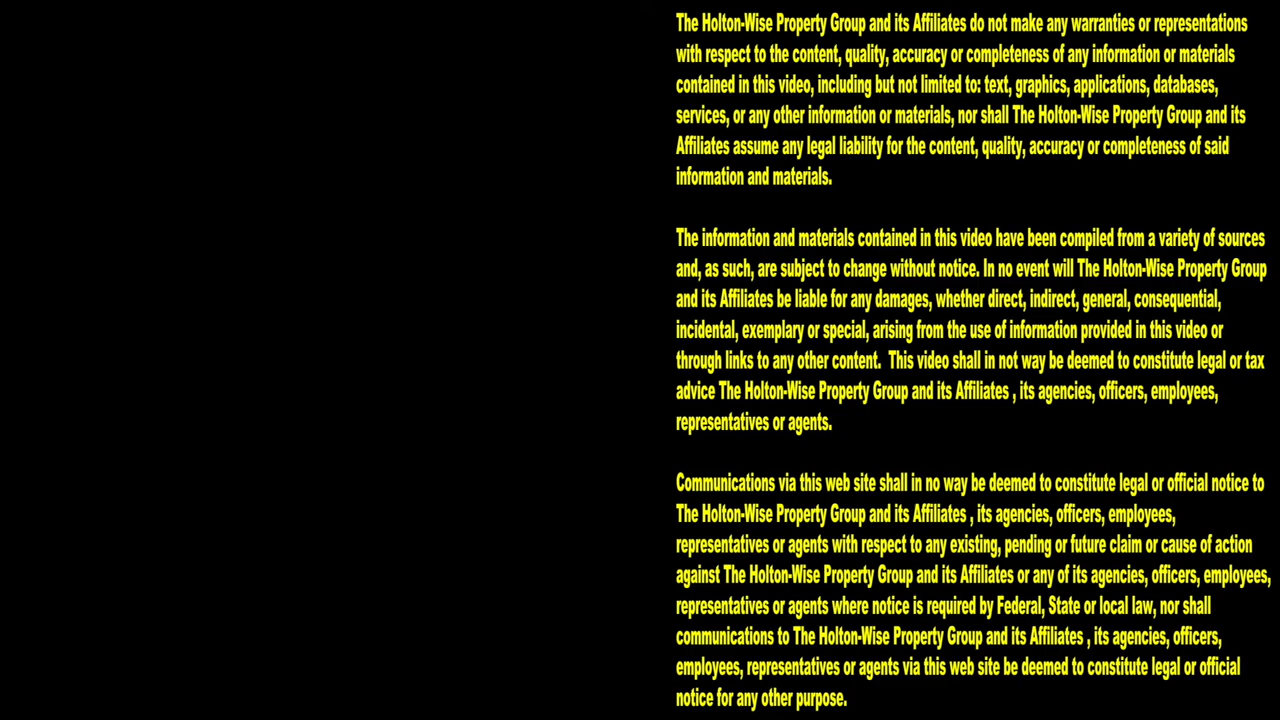 The Holton-Wise Property Group and its Affiliates do not make any warranties or representations
with respect to the content, quality, accuracy or completeness of any information or materials
contained in this video, including but not limited to: text, graphics, applications, databases,
services, or any other information or materials, nor shall The Holton-Wise Property Group and its
Affiliates assume any legal liability for the content, quality, accuracy or completeness of said
information and materials.
The information and materials contained in this video have been compiled from a variety of sources
and, as such, are subject to change without notice. In no event will The Holton-Wise Property Group
and its Affiliates be liable for any damages, whether direct, indirect, general, consequential,
incidental, exemplary or special, arising from the use of information provided in this video or
through links to any other content.  This video shall in not way be deemed to constitute legal or tax
advice The Holton-Wise Property Group and its Affiliates , its agencies, officers, employees,
representatives or agents.
Communications via this web site shall in no way be deemed to constitute legal or official notice to
The Holton-Wise Property Group and its Affiliates , its agencies, officers, employees,
representatives or agents with respect to any existing, pending or future claim or cause of action
against The Holton-Wise Property Group and its Affiliates or any of its agencies, officers, employees,
representatives or agents where notice is required by Federal, State or local law, nor shall
communications to The Holton-Wise Property Group and its Affiliates , its agencies, officers,
employees, representatives or agents via this web site be deemed to constitute legal or official
notice for any other purpose.